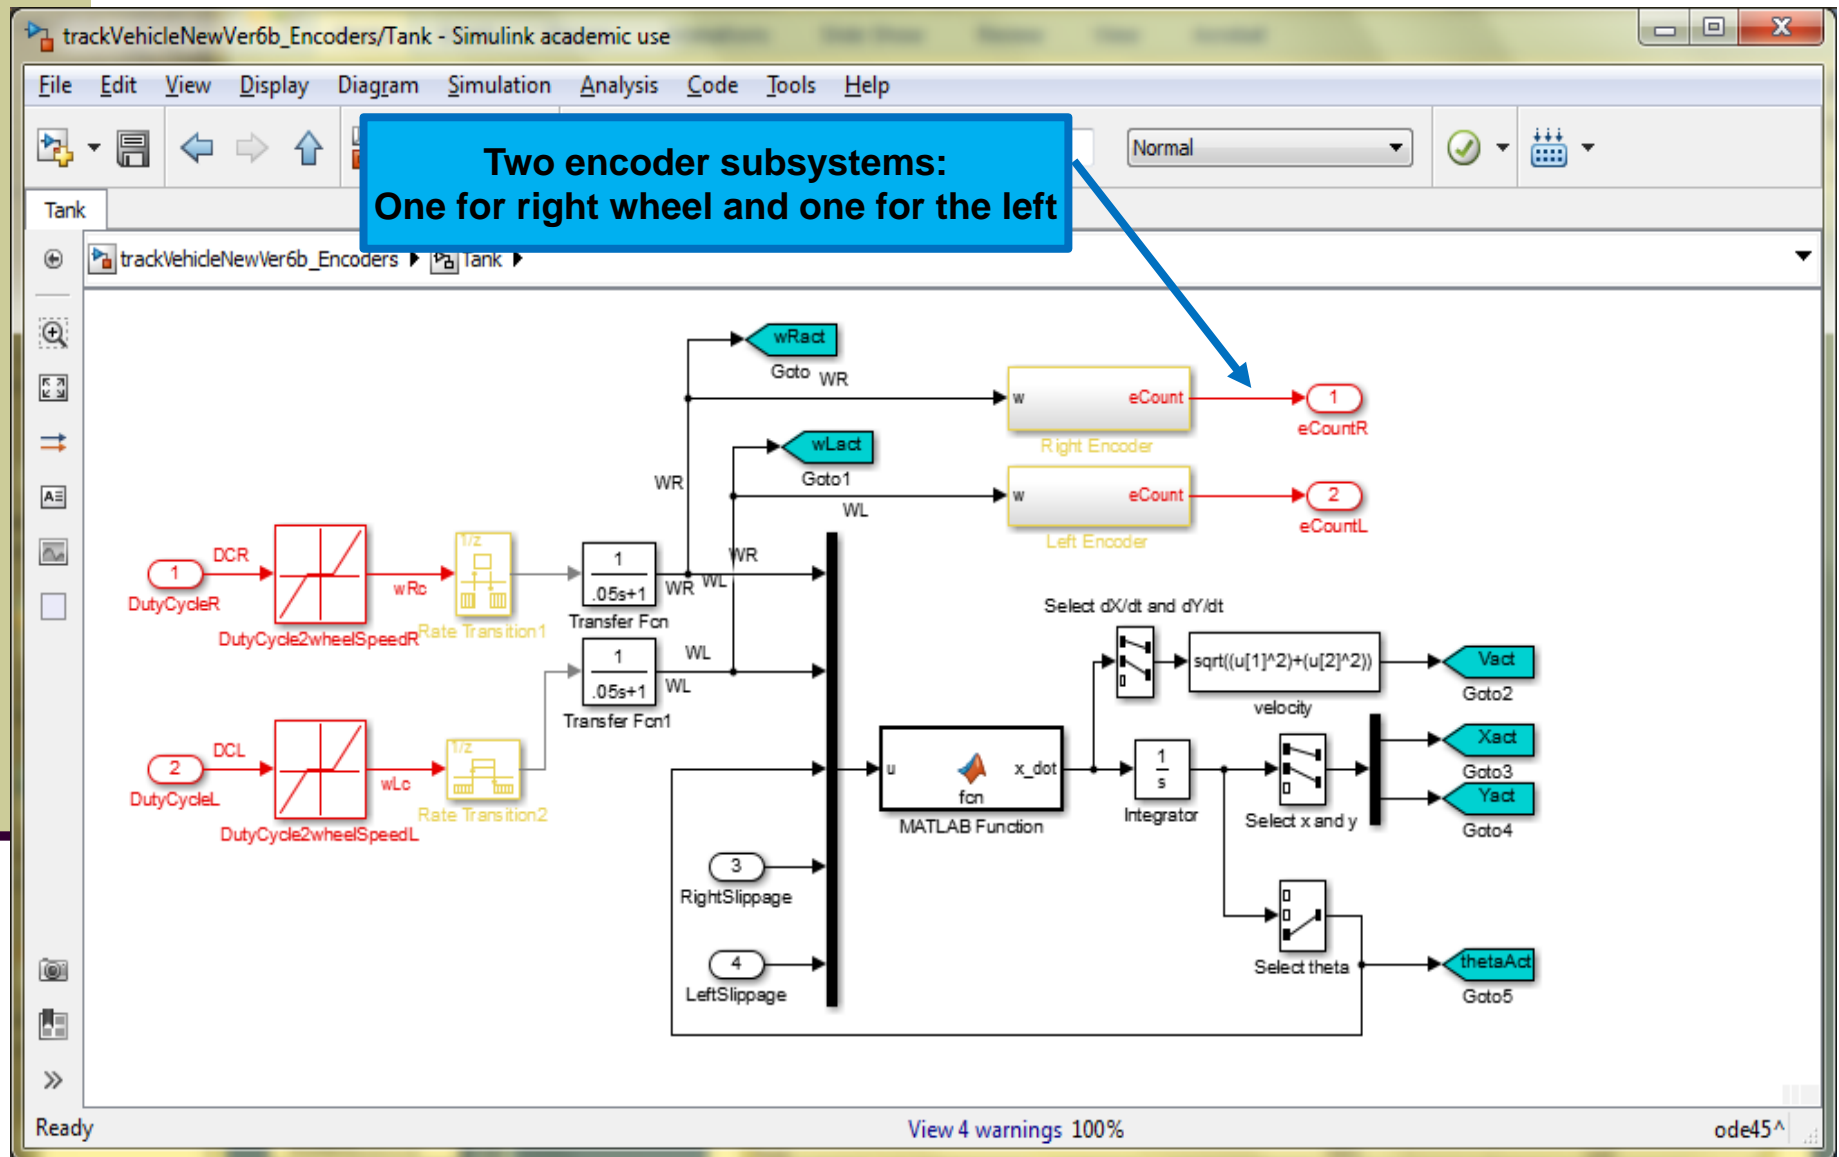 trackVehicleNewVer6b_Encoders/Tank - Simulink academic use
File Edit View Display Diagram Simulation Analysis Code Tools Help
Two encoder subsystems:
One for right wheel and one for the left
Normal
Tank
trackVehicleNewVer6b_Encoders Tank
wRact
Goto
WR
w
eCount
Right Encoder
1
eCountR
wLact
Goto1
WR
WL
w
eCount
Left Encoder
2
eCountL
1
DutyCycleR
DCR
DutyCycle2wheelSpeedR
wRc
1/z
Rate Transition1
1
.05s+1
Transfer Fcn
WR
WL
WR
2
DutyCycleL
DCL
DutyCycle2wheelSpeedL
wLc
1/z
Rate Transition2
1
.05s+1
Transfer Fcn1
WL
WL
3
RightSlippage
4
LeftSlippage
u
fcn
x_dot
MATLAB Function
Select dX/dt and dY/dt
sqrt((u[1]^2)+(u[2]^2))
velocity
Vact
Goto2
1
s
Integrator
Select x and y
Xact
Goto3
Yact
Goto4
Select theta
thetaAct
Goto5
Ready
View 4 warnings 100%
ode45^